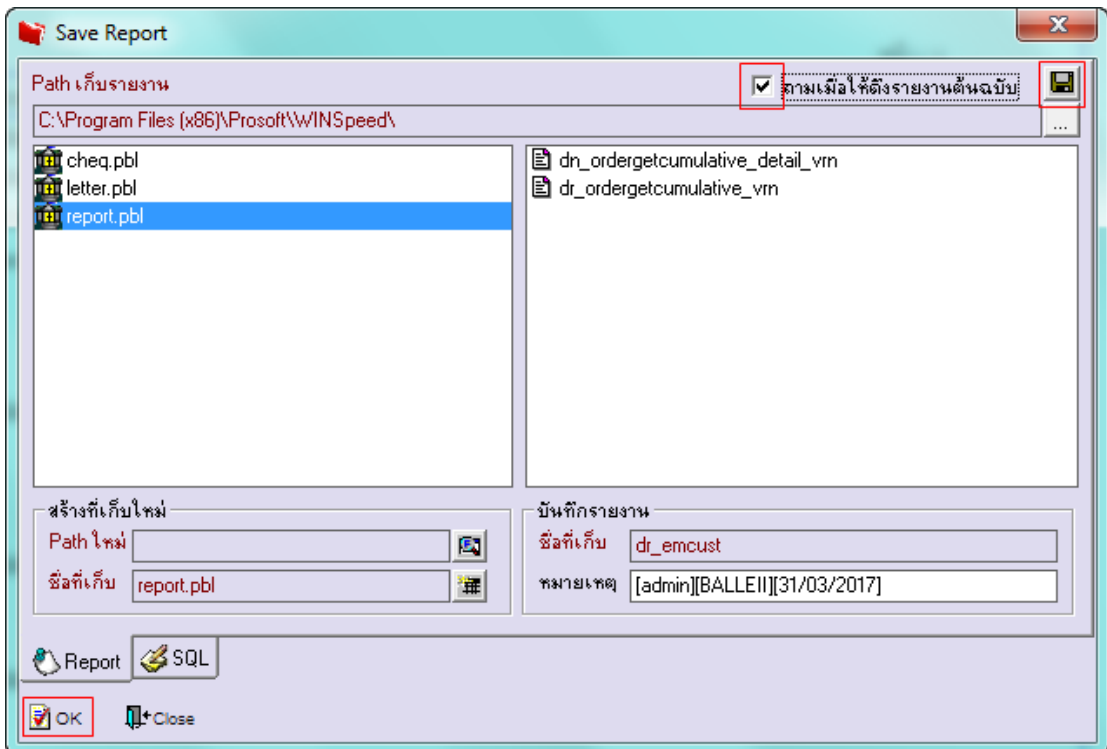 Save Report
Path เก็บรายงาน
ถามเมื่อให้ดึงรายงานต้นฉบับ
C:\Program Files (x86)\Prosoft\WINSpeed\
...
cheq.pbl
letter.pbl
report.pbl
dn_ordergetcumulative_detail_vrn
dr_ordergetcumulative_vrn
สร้างที่เก็บใหม่
Path ใหม่
ชื่อที่เก็บ report.pbl
บันทึกรายงาน
ชื่อที่เก็บ dr_emcust
หมายเหตุ [admin][BALLEII][31/03/2017]
Report SQL
OK Close